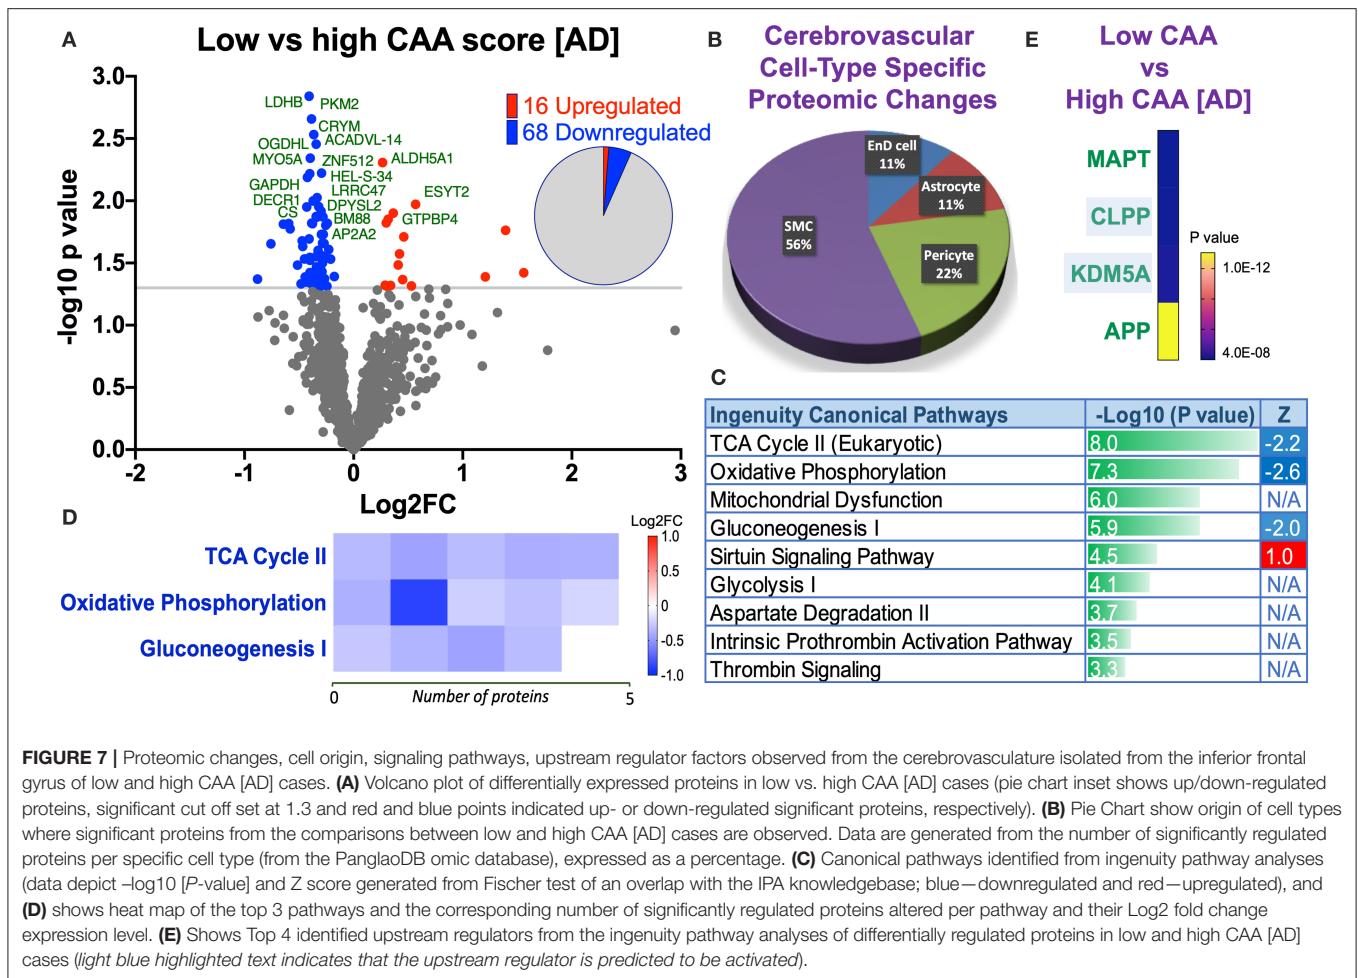 A
Low vs high CAA score [AD]
-log10 p value
3.0
2.5
2.0
1.5
1.0
0.5
0.0
-2
-1
0
1
2
3
Log2FC
16 Upregulated
68 Downregulated
LDHB
PKM2
CRYM
OGDHL
ACADVL-14
MYO5A
ZNF512
ALDH5A1
HEL-S-34
GAPDH
LRRC47
ESYT2
DECR1
DPYSL2
CS
BM88
GTPBP4
AP2A2
B
Cerebrovascular
Cell-Type Specific
Proteomic Changes
EnD cell
11%
Astrocyte
11%
SMC
56%
Pericyte
22%
E
Low CAA
vs
High CAA [AD]
MAPT
CLPP
KDM5A
APP
P value
1.0E-12
4.0E-08
C
Ingenuity Canonical Pathways -Log10 (P value) Z
TCA Cycle II (Eukaryotic) 8.0 -2.2
Oxidative Phosphorylation 7.3 -2.6
Mitochondrial Dysfunction 6.0 N/A
Gluconeogenesis I 5.9 -2.0
Sirtuin Signaling Pathway 4.5 1.0
Glycolysis I 4.1 N/A
Aspartate Degradation II 3.7 N/A
Intrinsic Prothrombin Activation Pathway 3.5 N/A
Thrombin Signaling 3.3 N/A
D
TCA Cycle II
Oxidative Phosphorylation
Gluconeogenesis I
0
Number of proteins
5
Log2FC
1.0
0.5
0
-0.5
-1.0
FIGURE 7 | Proteomic changes, cell origin, signaling pathways, upstream regulator factors observed from the cerebrovasculature isolated from the inferior frontal
gyrus of low and high CAA [AD] cases. (A) Volcano plot of differentially expressed proteins in low vs. high CAA [AD] cases (pie chart inset shows up/down-regulated
proteins, significant cut off set at 1.3 and red and blue points indicated up- or down-regulated significant proteins, respectively). (B) Pie Chart show origin of cell types
where significant proteins from the comparisons between low and high CAA [AD] cases are observed. Data are generated from the number of significantly regulated
proteins per specific cell type (from the PanglaoDB omic database), expressed as a percentage. (C) Canonical pathways identified from ingenuity pathway analyses
(data depict –log10 [P-value] and Z score generated from Fischer test of an overlap with the IPA knowledgebase; blue—downregulated and red—upregulated), and
(D) shows heat map of the top 3 pathways and the corresponding number of significantly regulated proteins altered per pathway and their Log2 fold change
expression level. (E) Shows Top 4 identified upstream regulators from the ingenuity pathway analyses of differentially regulated proteins in low and high CAA [AD]
cases (light blue highlighted text indicates that the upstream regulator is predicted to be activated).